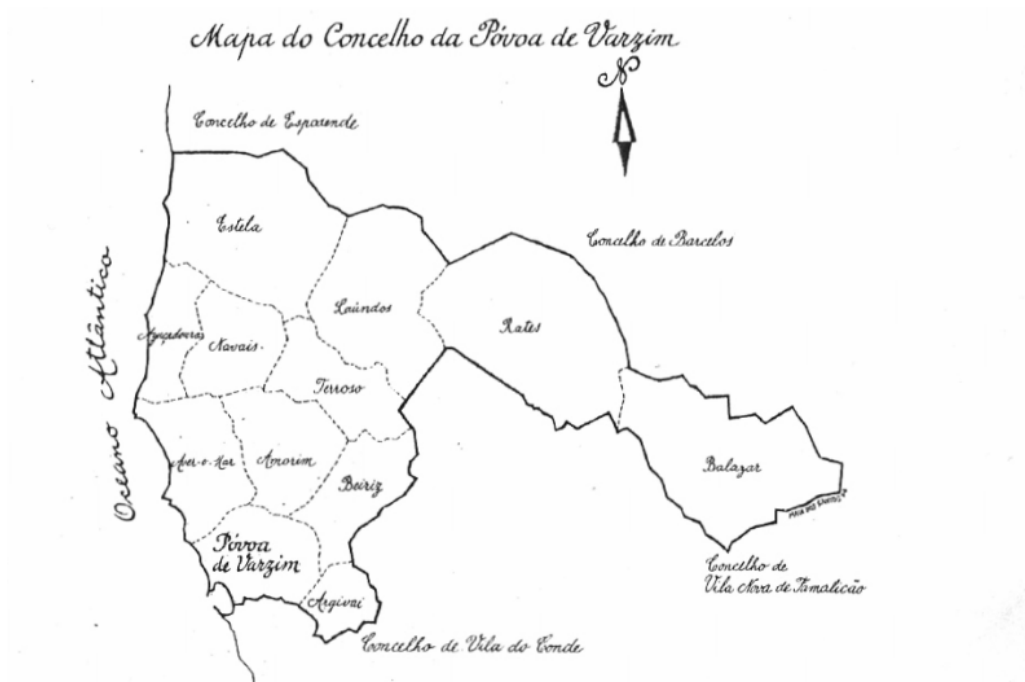 Mapa do Concelho da Póvoa de Varzim
N
Concelho de Esposende
Estela
Concelho de Barcelos
Laúndos
Rates
Oceano Atlântico
Aguçadoura
Navais.
Terroso
Aver-o-Mar
Amorim
Beiriz
Balazar
Póvoa
de Varzim
Argivai
Concelho de
Vila Nova de Famalicão
Concelho de Vila do Conde